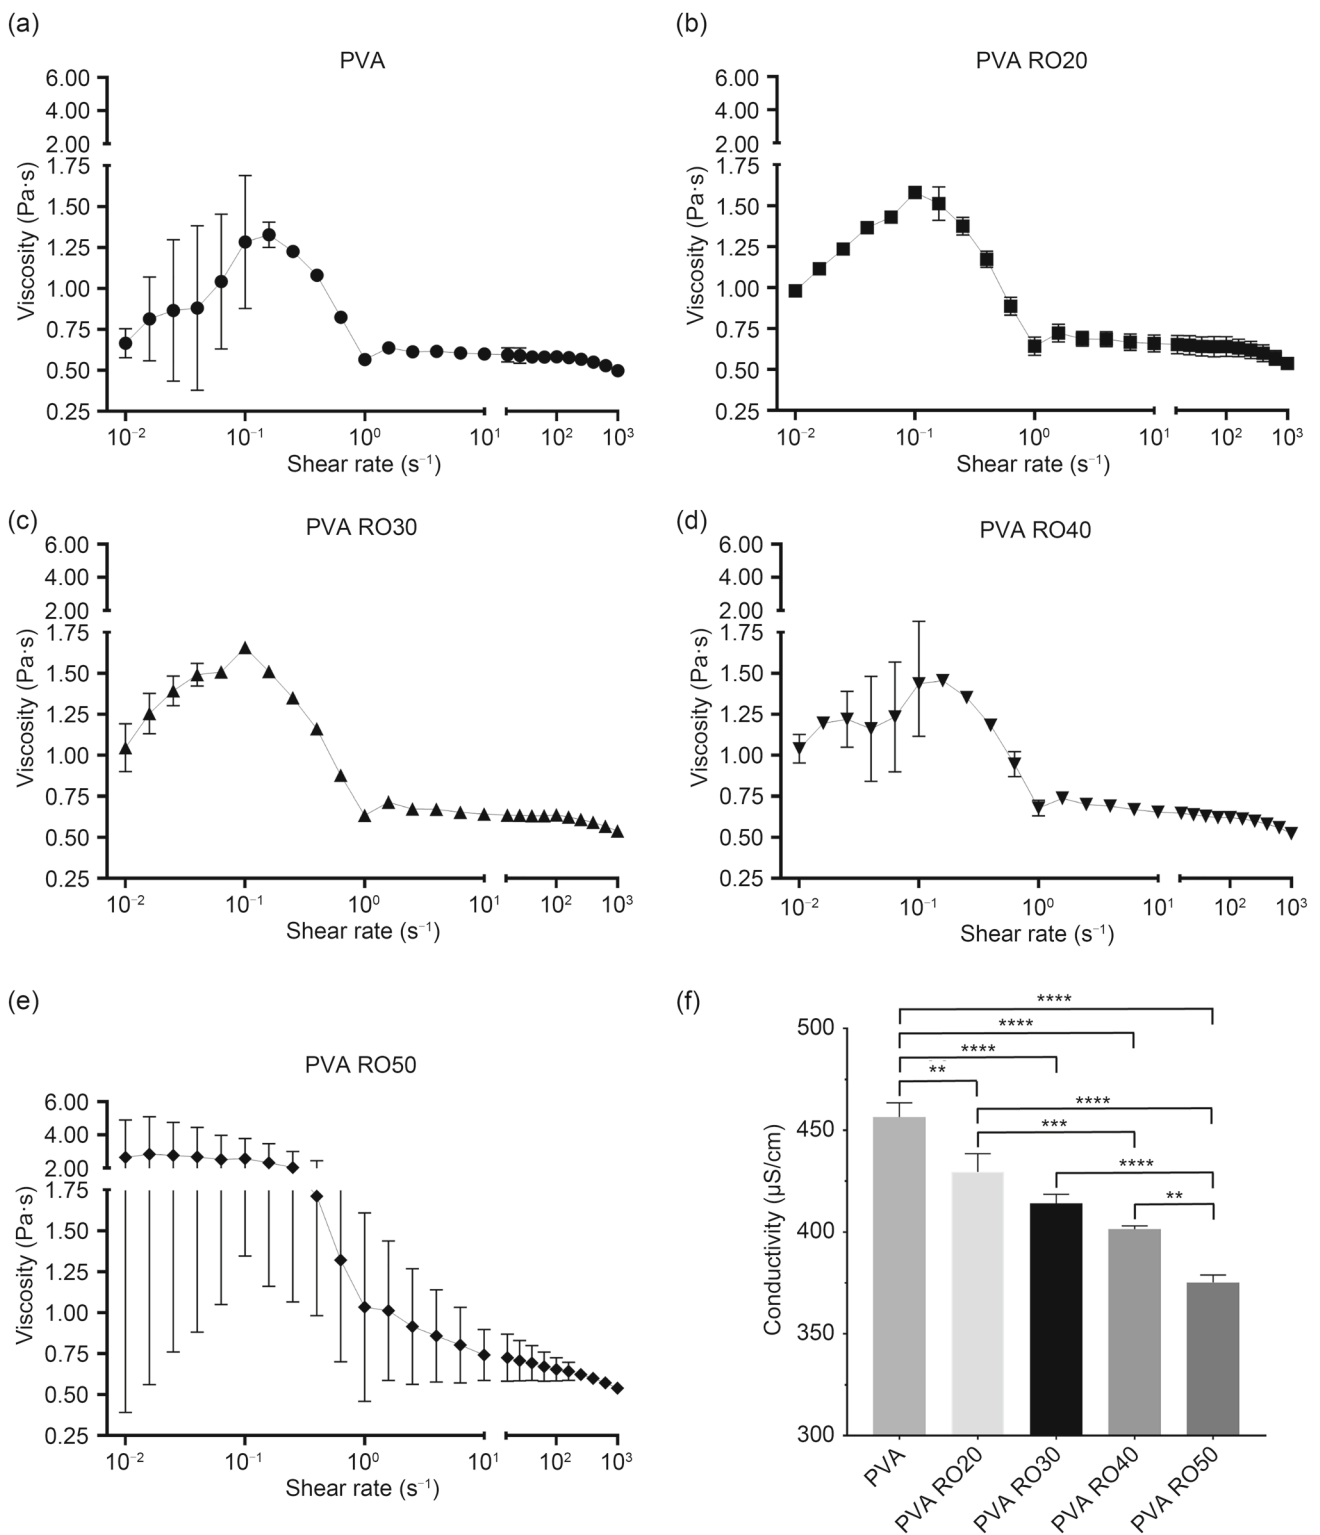 (a)
PVA
6.00
4.00
2.00
1.75
1.50
1.25
1.00
0.75
0.50
0.25
Viscosity (Pa·s)
10⁻² 10⁻¹ 10⁰ 10¹ 10² 10³
Shear rate (s⁻¹)
(b)
PVA RO20
6.00
4.00
2.00
1.75
1.50
1.25
1.00
0.75
0.50
0.25
Viscosity (Pa·s)
10⁻² 10⁻¹ 10⁰ 10¹ 10² 10³
Shear rate (s⁻¹)
(c)
PVA RO30
6.00
4.00
2.00
1.75
1.50
1.25
1.00
0.75
0.50
0.25
Viscosity (Pa·s)
10⁻² 10⁻¹ 10⁰ 10¹ 10² 10³
Shear rate (s⁻¹)
(d)
PVA RO40
6.00
4.00
2.00
1.75
1.50
1.25
1.00
0.75
0.50
0.25
Viscosity (Pa·s)
10⁻² 10⁻¹ 10⁰ 10¹ 10² 10³
Shear rate (s⁻¹)
(e)
PVA RO50
6.00
4.00
2.00
1.75
1.50
1.25
1.00
0.75
0.50
0.25
Viscosity (Pa·s)
10⁻² 10⁻¹ 10⁰ 10¹ 10² 10³
Shear rate (s⁻¹)
(f)
****
****
****
**
****
***
****
**
500
450
400
350
300
Conductivity (μS/cm)
PVA
PVA RO20
PVA RO30
PVA RO40
PVA RO50